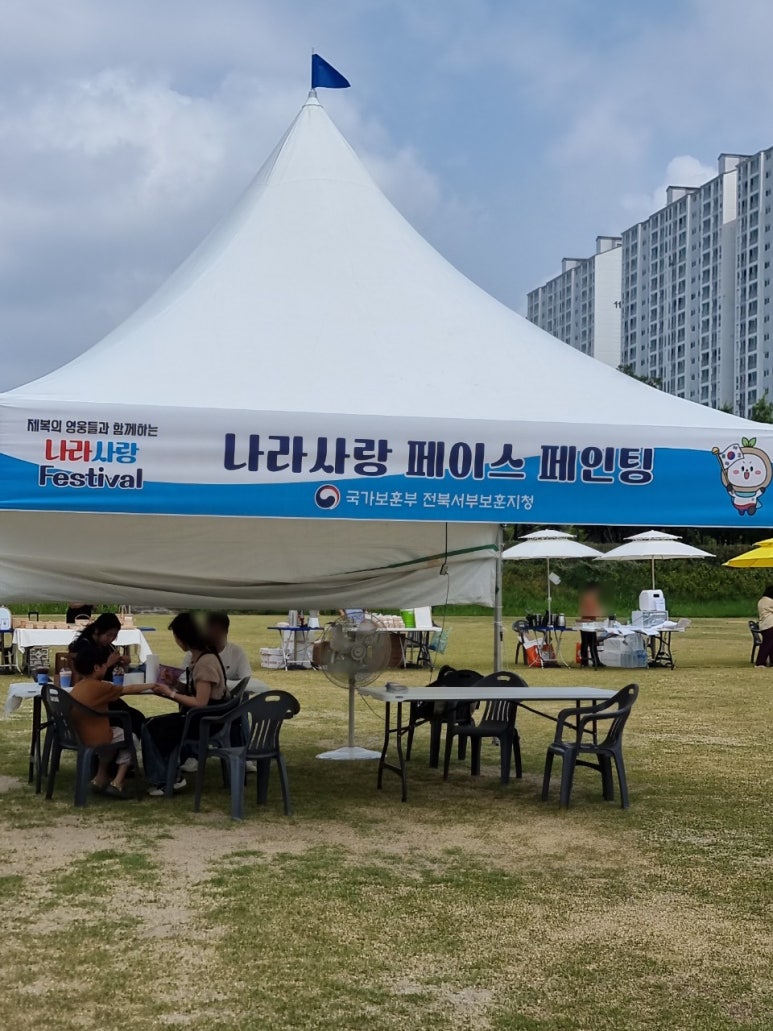 제복의 영웅들과 함께하는
나라사랑
Festival
나라사랑 페이스 페인팅
국가보훈부 전북서부보훈지청